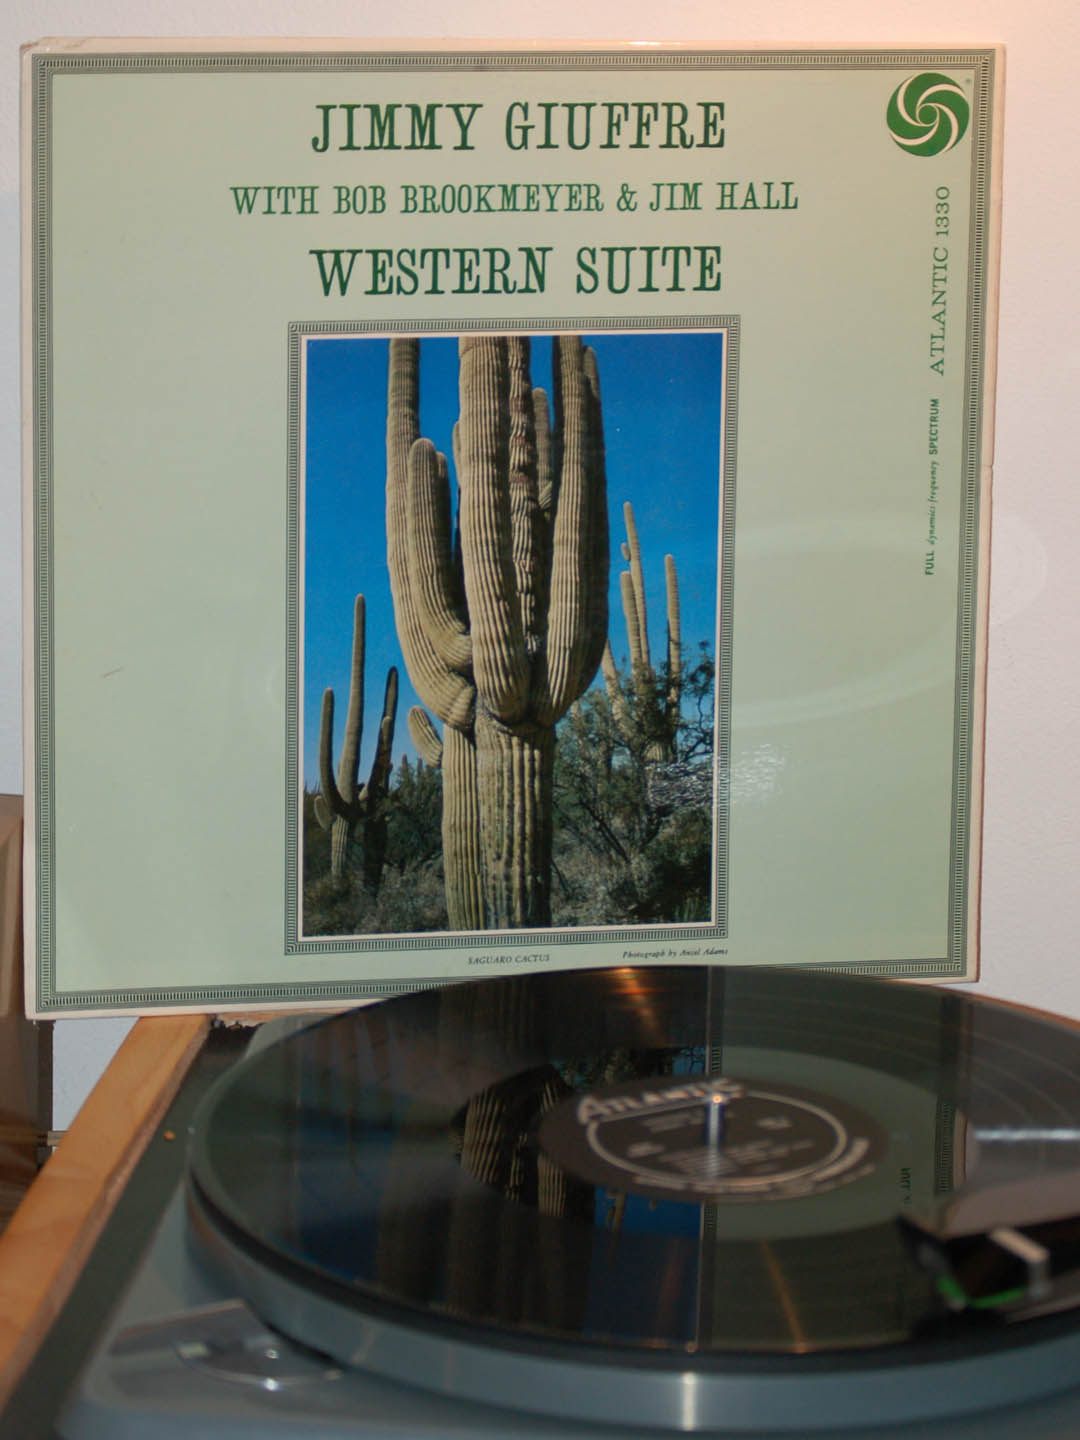 JIMMY GIUFFRE
WITH BOB BROOKMEYER & JIM HALL
WESTERN SUITE
ATLANTIC 1330
FULL dynamics-frequency SPECTRUM
SAGUARO CACTUS
Photograph by Ansel Adams
ATLANTIC